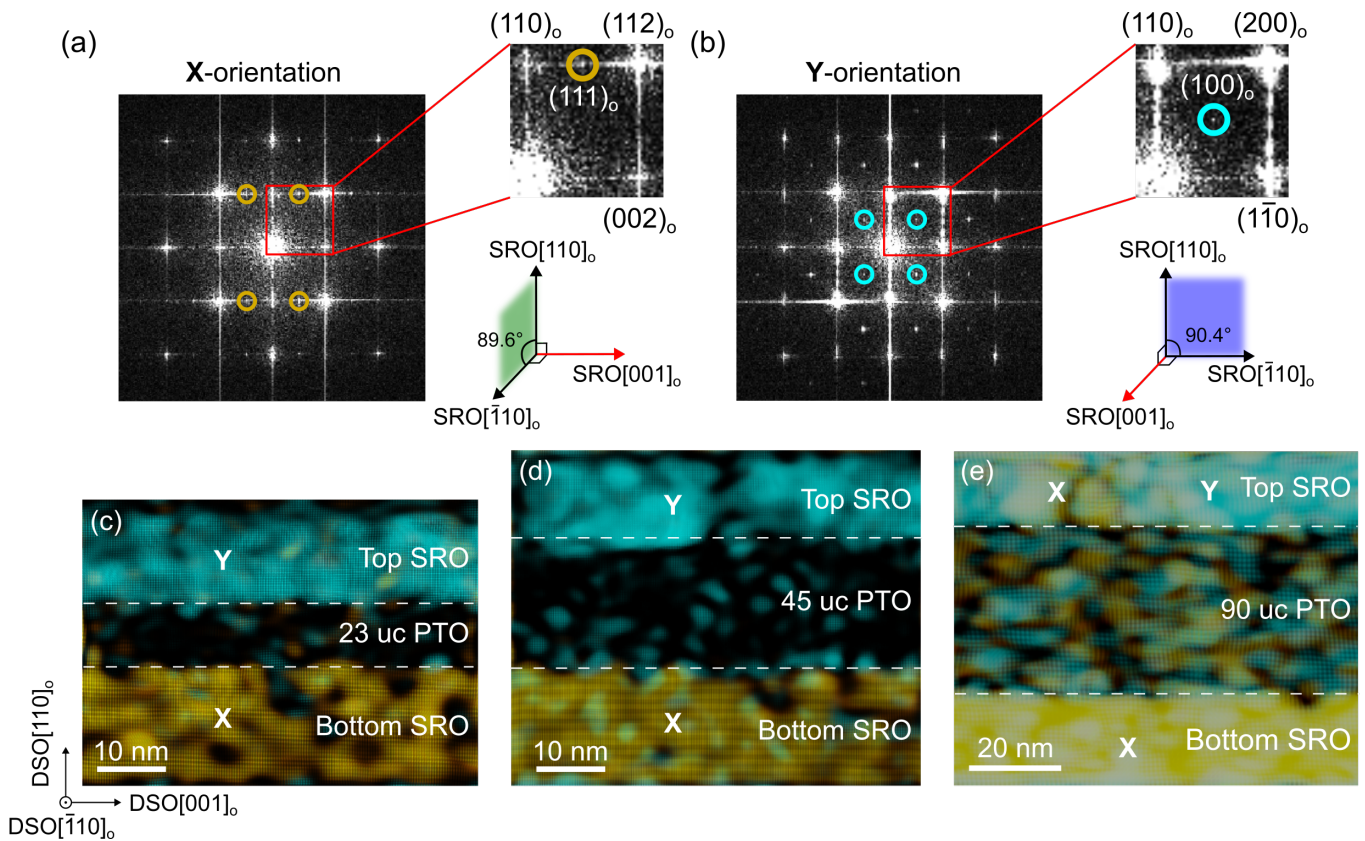 (a)
X-orientation
(110)ₒ
(112)ₒ
(111)ₒ
(002)ₒ
SRO[110]ₒ
89.6°
SRO[001]ₒ
SRO[1̄10]ₒ
(b)
Y-orientation
(110)ₒ
(200)ₒ
(100)ₒ
(11̄0)ₒ
SRO[110]ₒ
90.4°
SRO[1̄10]ₒ
SRO[001]ₒ
(c)
Y
Top SRO
23 uc PTO
X
Bottom SRO
10 nm
DSO[110]ₒ
DSO[001]ₒ
DSO[1̄10]ₒ
(d)
Y
Top SRO
45 uc PTO
X
Bottom SRO
10 nm
(e)
X
Y
Top SRO
90 uc PTO
X
Bottom SRO
20 nm